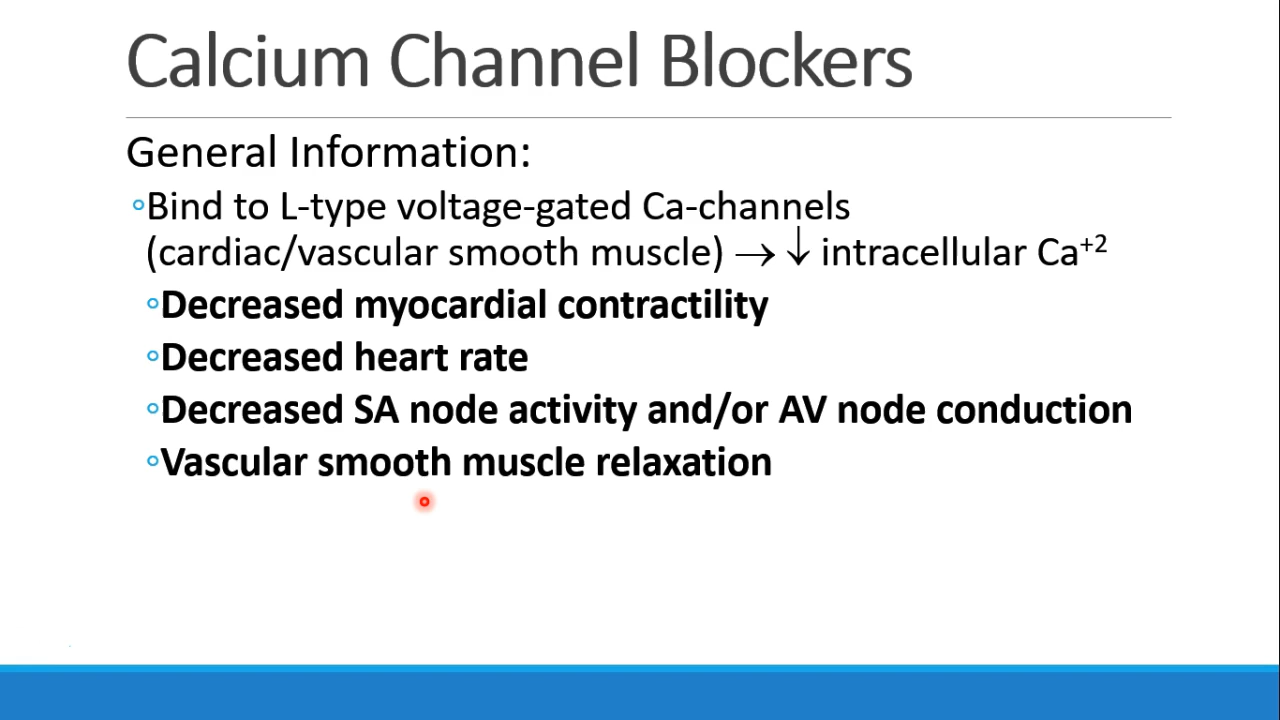 Calcium Channel Blockers
General Information:
◦Bind to L-type voltage-gated Ca-channels
(cardiac/vascular smooth muscle) → ↓ intracellular Ca⁺²
◦Decreased myocardial contractility
◦Decreased heart rate
◦Decreased SA node activity and/or AV node conduction
◦Vascular smooth muscle relaxation